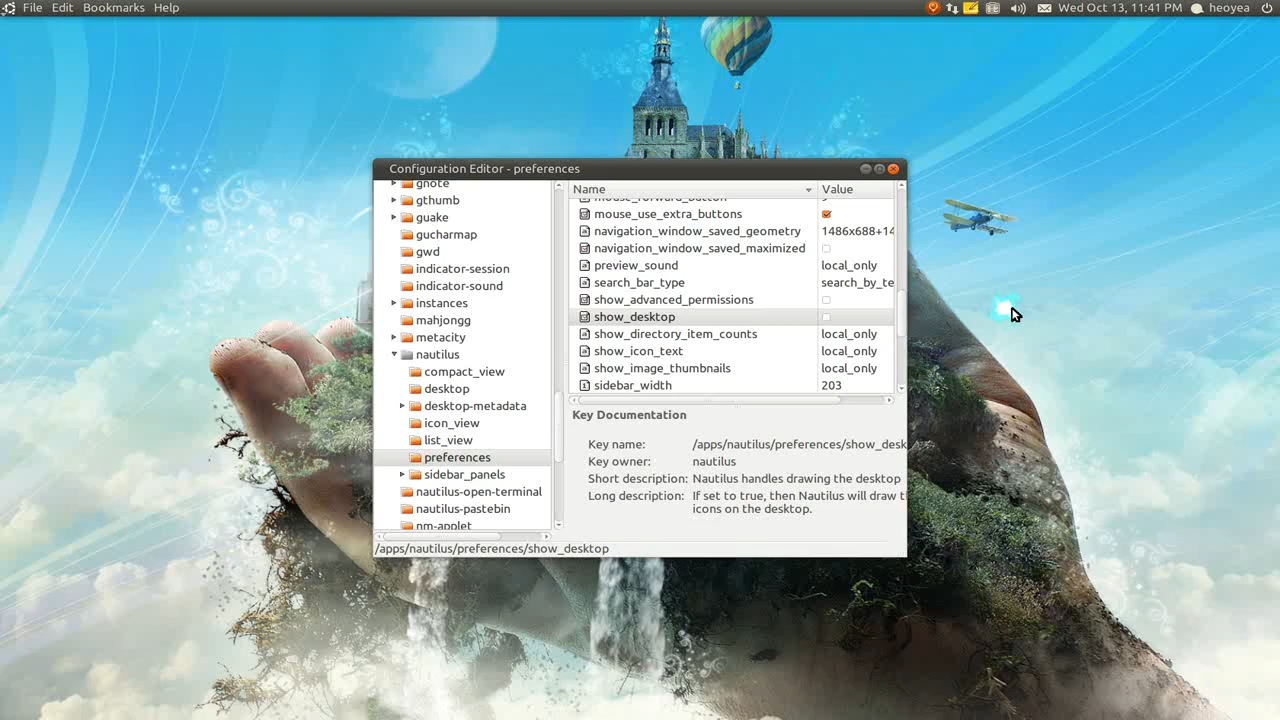 File Edit Bookmarks Help
Wed Oct 13, 11:41 PM heoyea
Configuration Editor - preferences
gnote
gthumb
guake
gucharmap
gwd
indicator-session
indicator-sound
instances
mahjongg
metacity
nautilus
compact_view
desktop
desktop-metadata
icon_view
list_view
preferences
sidebar_panels
nautilus-open-terminal
nautilus-pastebin
nm-applet
Name Value
mouse_forward_button 9
mouse_use_extra_buttons
navigation_window_saved_geometry 1486x688+14
navigation_window_saved_maximized
preview_sound local_only
search_bar_type search_by_te
show_advanced_permissions
show_desktop
show_directory_item_counts local_only
show_icon_text local_only
show_image_thumbnails local_only
sidebar_width 203
Key Documentation
Key name: /apps/nautilus/preferences/show_desk
Key owner: nautilus
Short description: Nautilus handles drawing the desktop
Long description: If set to true, then Nautilus will draw t
icons on the desktop.
/apps/nautilus/preferences/show_desktop